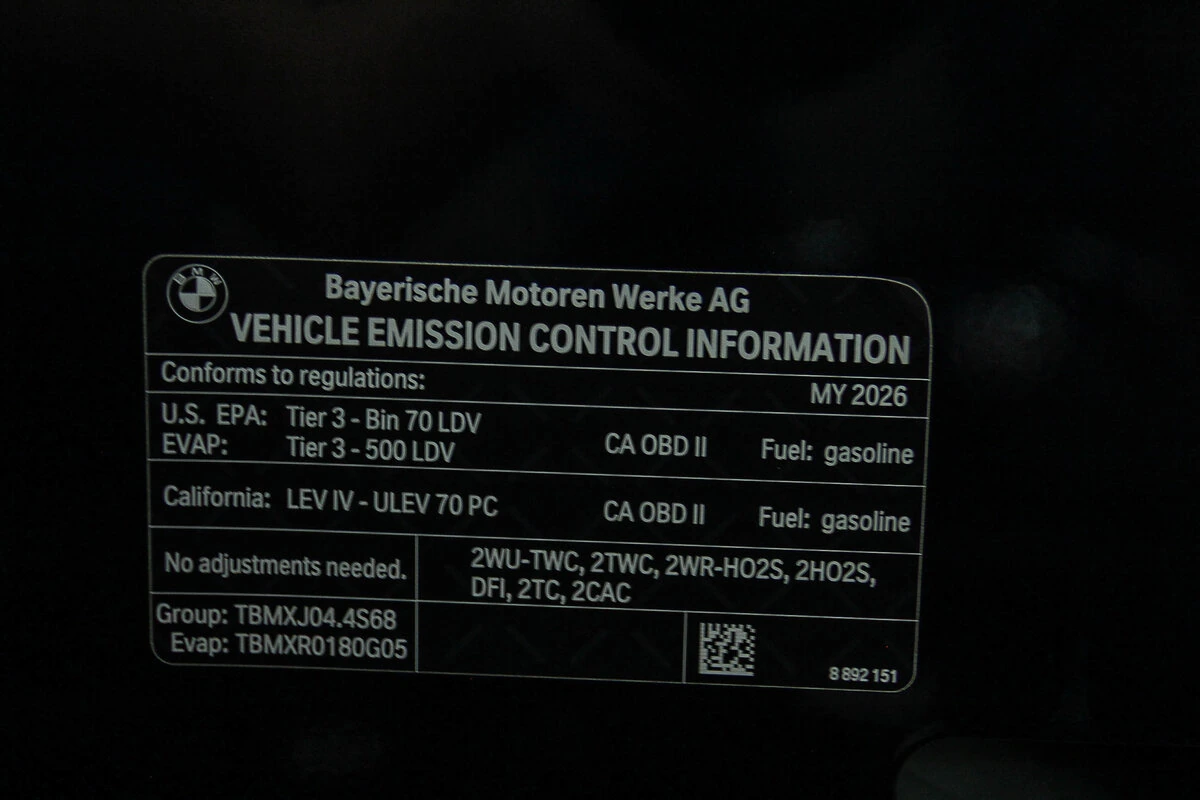 BMW
Bayerische Motoren Werke AG
VEHICLE EMISSION CONTROL INFORMATION
Conforms to regulations: MY 2026
U.S. EPA: Tier 3 - Bin 70 LDV
EVAP: Tier 3 - 500 LDV CA OBD II Fuel: gasoline
California: LEV IV - ULEV 70 PC CA OBD II Fuel: gasoline
No adjustments needed.
2WU-TWC, 2TWC, 2WR-HO2S, 2HO2S,
DFI, 2TC, 2CAC
Group: TBMXJ04.4S68
Evap: TBMXR0180G05
8 892 151